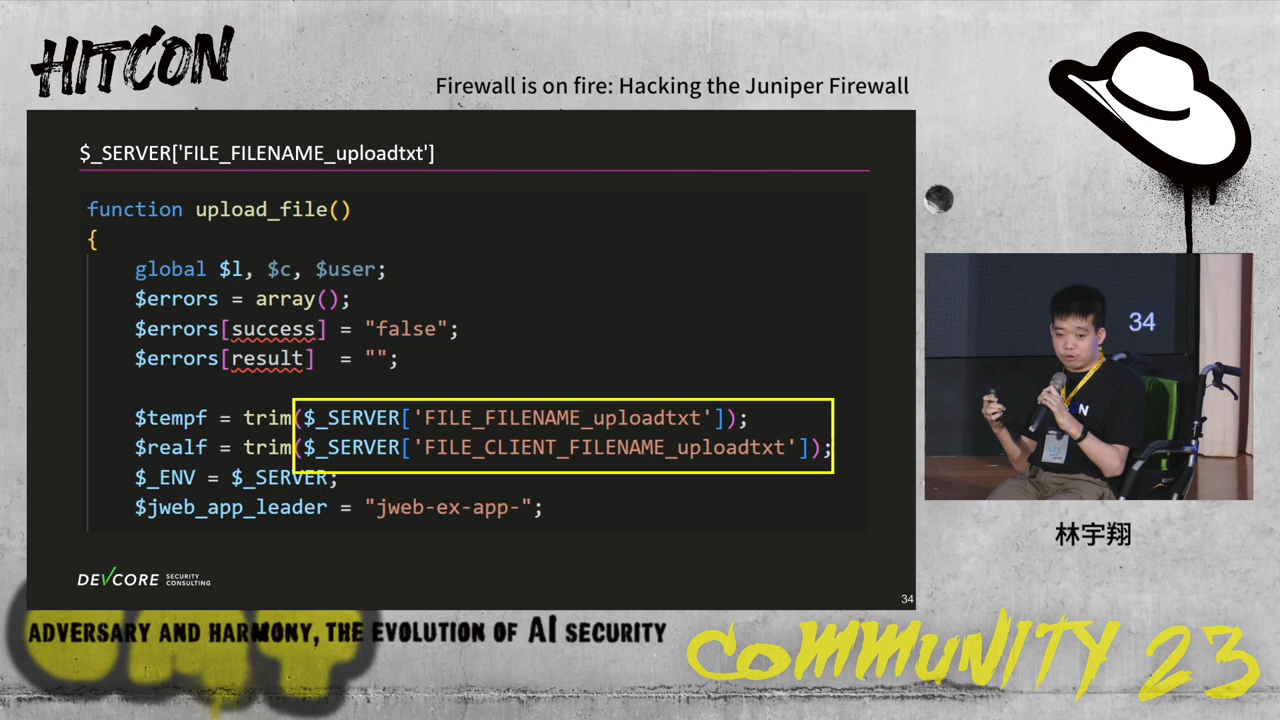 HITCON
Firewall is on fire: Hacking the Juniper Firewall
$_SERVER['FILE_FILENAME_uploadtxt']
function upload_file()
{
global $l, $c, $user;
$errors = array();
$errors[success] = "false";
$errors[result]  = "";
$tempf = trim($_SERVER['FILE_FILENAME_uploadtxt']);
$realf = trim($_SERVER['FILE_CLIENT_FILENAME_uploadtxt']);
$_ENV = $_SERVER;
$jweb_app_leader = "jweb-ex-app-";
DEVCORE SECURITY CONSULTING
34
34
林宇翔
ADVERSARY AND HARMONY, THE EVOLUTION OF AI SECURITY
COMMUNITY 23